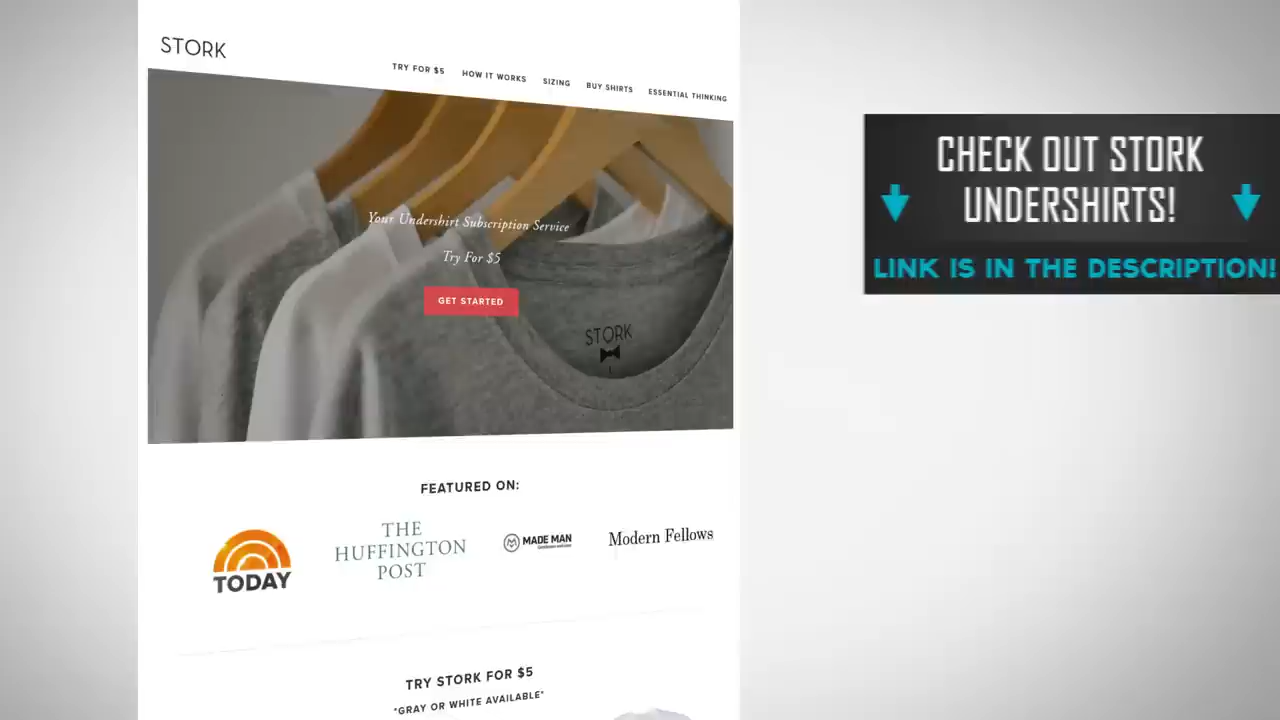 STORK
TRY FOR $5 HOW IT WORKS SIZING BUY SHIRTS ESSENTIAL THINKING
Your Undershirt Subscription Service
Try For $5
GET STARTED
STORK
L
FEATURED ON:
TODAY
THE
HUFFINGTON
POST
MADE MAN
Modern Fellows
TRY STORK FOR $5
*GRAY OR WHITE AVAILABLE*
CHECK OUT STORK
UNDERSHIRTS!
LINK IS IN THE DESCRIPTION!